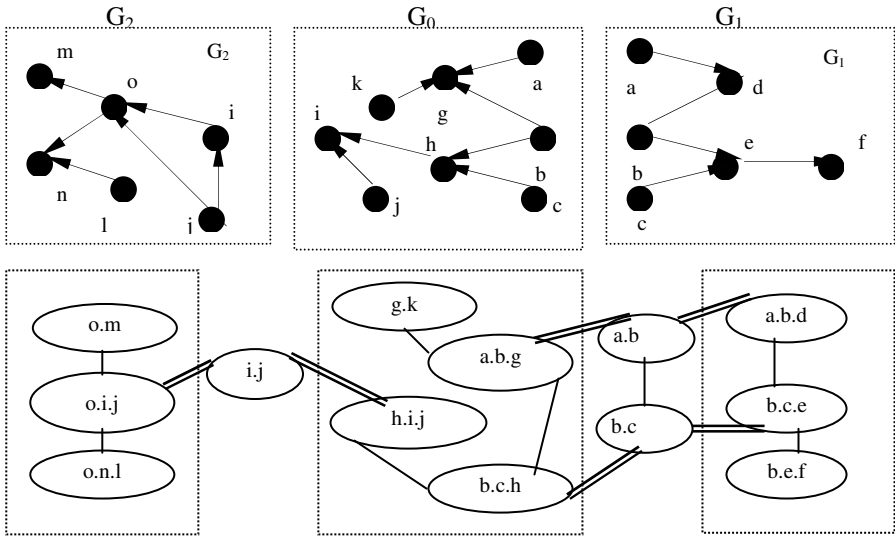 G₂
G₀
G₁
m
G₂
o
i
n
l
j
k
a
i
g
h
b
j
c
a
G₁
d
e
f
b
c
o.m
o.i.j
o.n.l
i.j
g.k
a.b.g
h.i.j
b.c.h
a.b
b.c
a.b.d
b.c.e
b.e.f